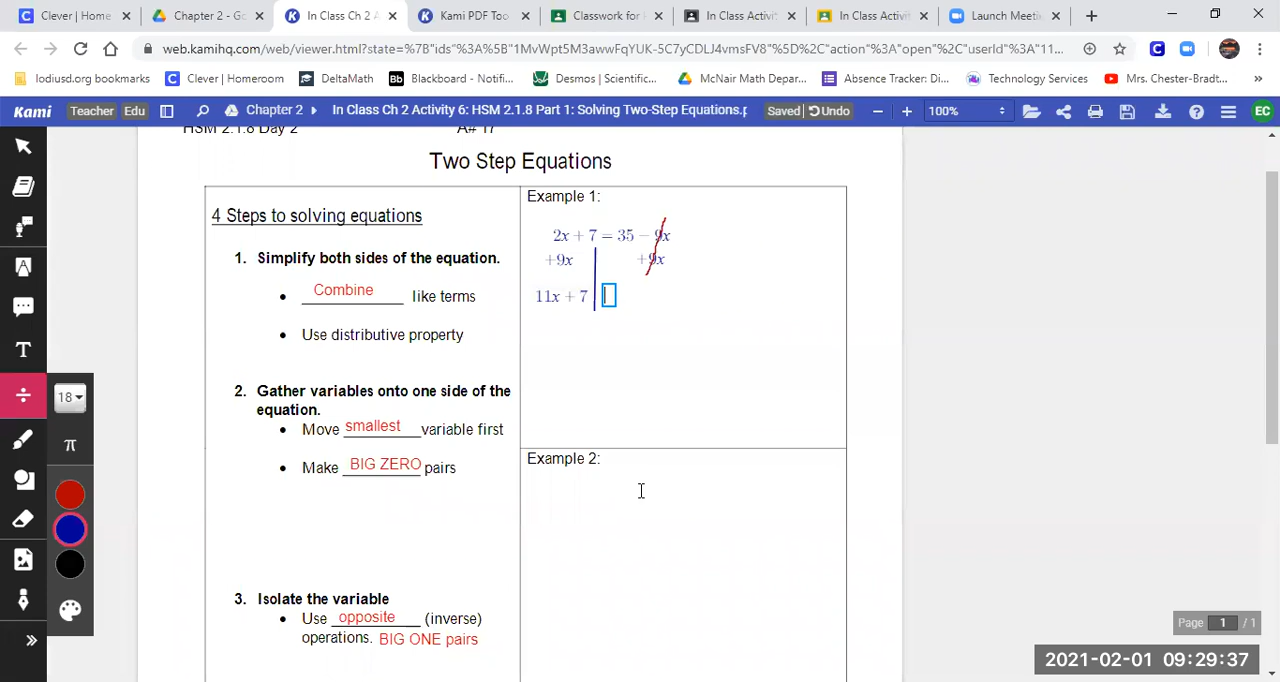 Clever | Home
Chapter 2 - Go
In Class Ch 2 A
Kami PDF Too
Classwork for
In Class Activi
In Class Activi
Launch Meeti
web.kamihq.com/web/viewer.html?state=%7B"ids"%3A%5B"1MvWpt5M3awwFqYUK-5C7yCDLJ4vmsFV8"%5D%2C"action"%3A"open"%2C"userId"%3A"11...
lodiusd.org bookmarks
Clever | Homeroom
DeltaMath
Bb Blackboard - Notifi...
Desmos | Scientific...
McNair Math Depar...
Absence Tracker: Di...
Technology Services
Mrs. Chester-Bradt...
Kami Teacher Edu Chapter 2 In Class Ch 2 Activity 6: HSM 2.1.8 Part 1: Solving Two-Step Equations.p Saved Undo 100% EC
HSM 2.1.8 Day 2 A# 17
Two Step Equations
4 Steps to solving equations
1. Simplify both sides of the equation.
• Combine like terms
• Use distributive property
2. Gather variables onto one side of the
equation.
• Move smallest variable first
• Make BIG ZERO pairs
3. Isolate the variable
• Use opposite (inverse)
operations. BIG ONE pairs
Example 1:
2x + 7 = 35 − 9x
+9x +9x
11x + 7
Example 2:
18
π
Page 1 / 1
2021-02-01 09:29:37